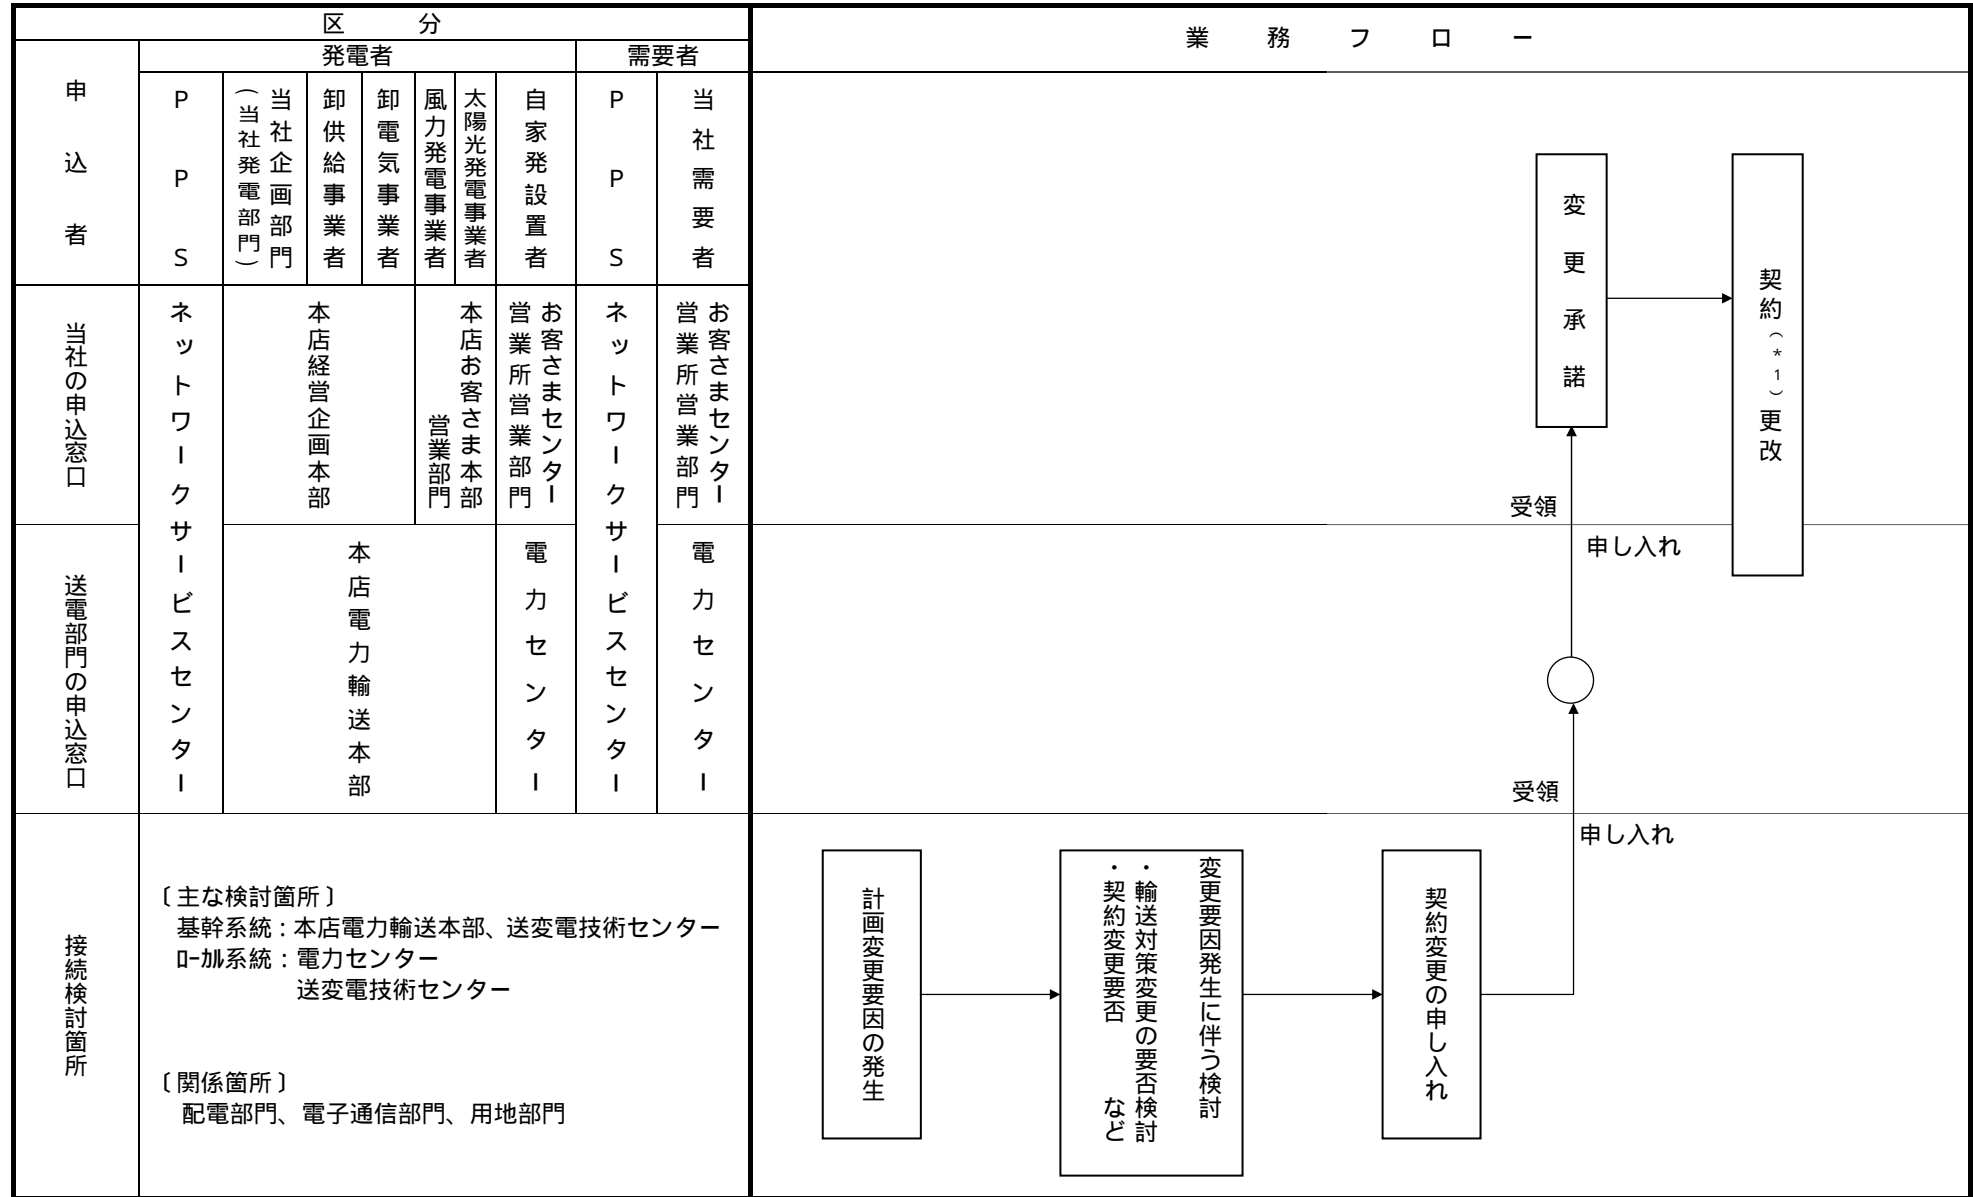 区　分
業務フロー
発電者
需要者
申込者
ＰＰＳ
当社企画部門
（当社発電部門）
卸供給事業者
卸電気事業者
風力発電事業者
太陽光発電事業者
自家発設置者
ＰＰＳ
当社需要者
当社の申込窓口
ネットワークサービスセンター
本店経営企画本部
本店お客さま本部
営業部門
お客さまセンター
営業所営業部門
ネットワークサービスセンター
お客さまセンター
営業所営業部門
送電部門の申込窓口
本店電力輸送本部
電力センター
電力センター
接続検討箇所
〔主な検討箇所〕
基幹系統：本店電力輸送本部、送変電技術センター
ﾛｰｶﾙ系統：電力センター
送変電技術センター
〔関係箇所〕
配電部門、電子通信部門、用地部門
計画変更要因の発生
変更要因発生に伴う検討
・輸送対策変更の要否検討
・契約変更要否　など
契約変更の申し入れ
申し入れ
受領
申し入れ
受領
変更承諾
契約（*1）更改